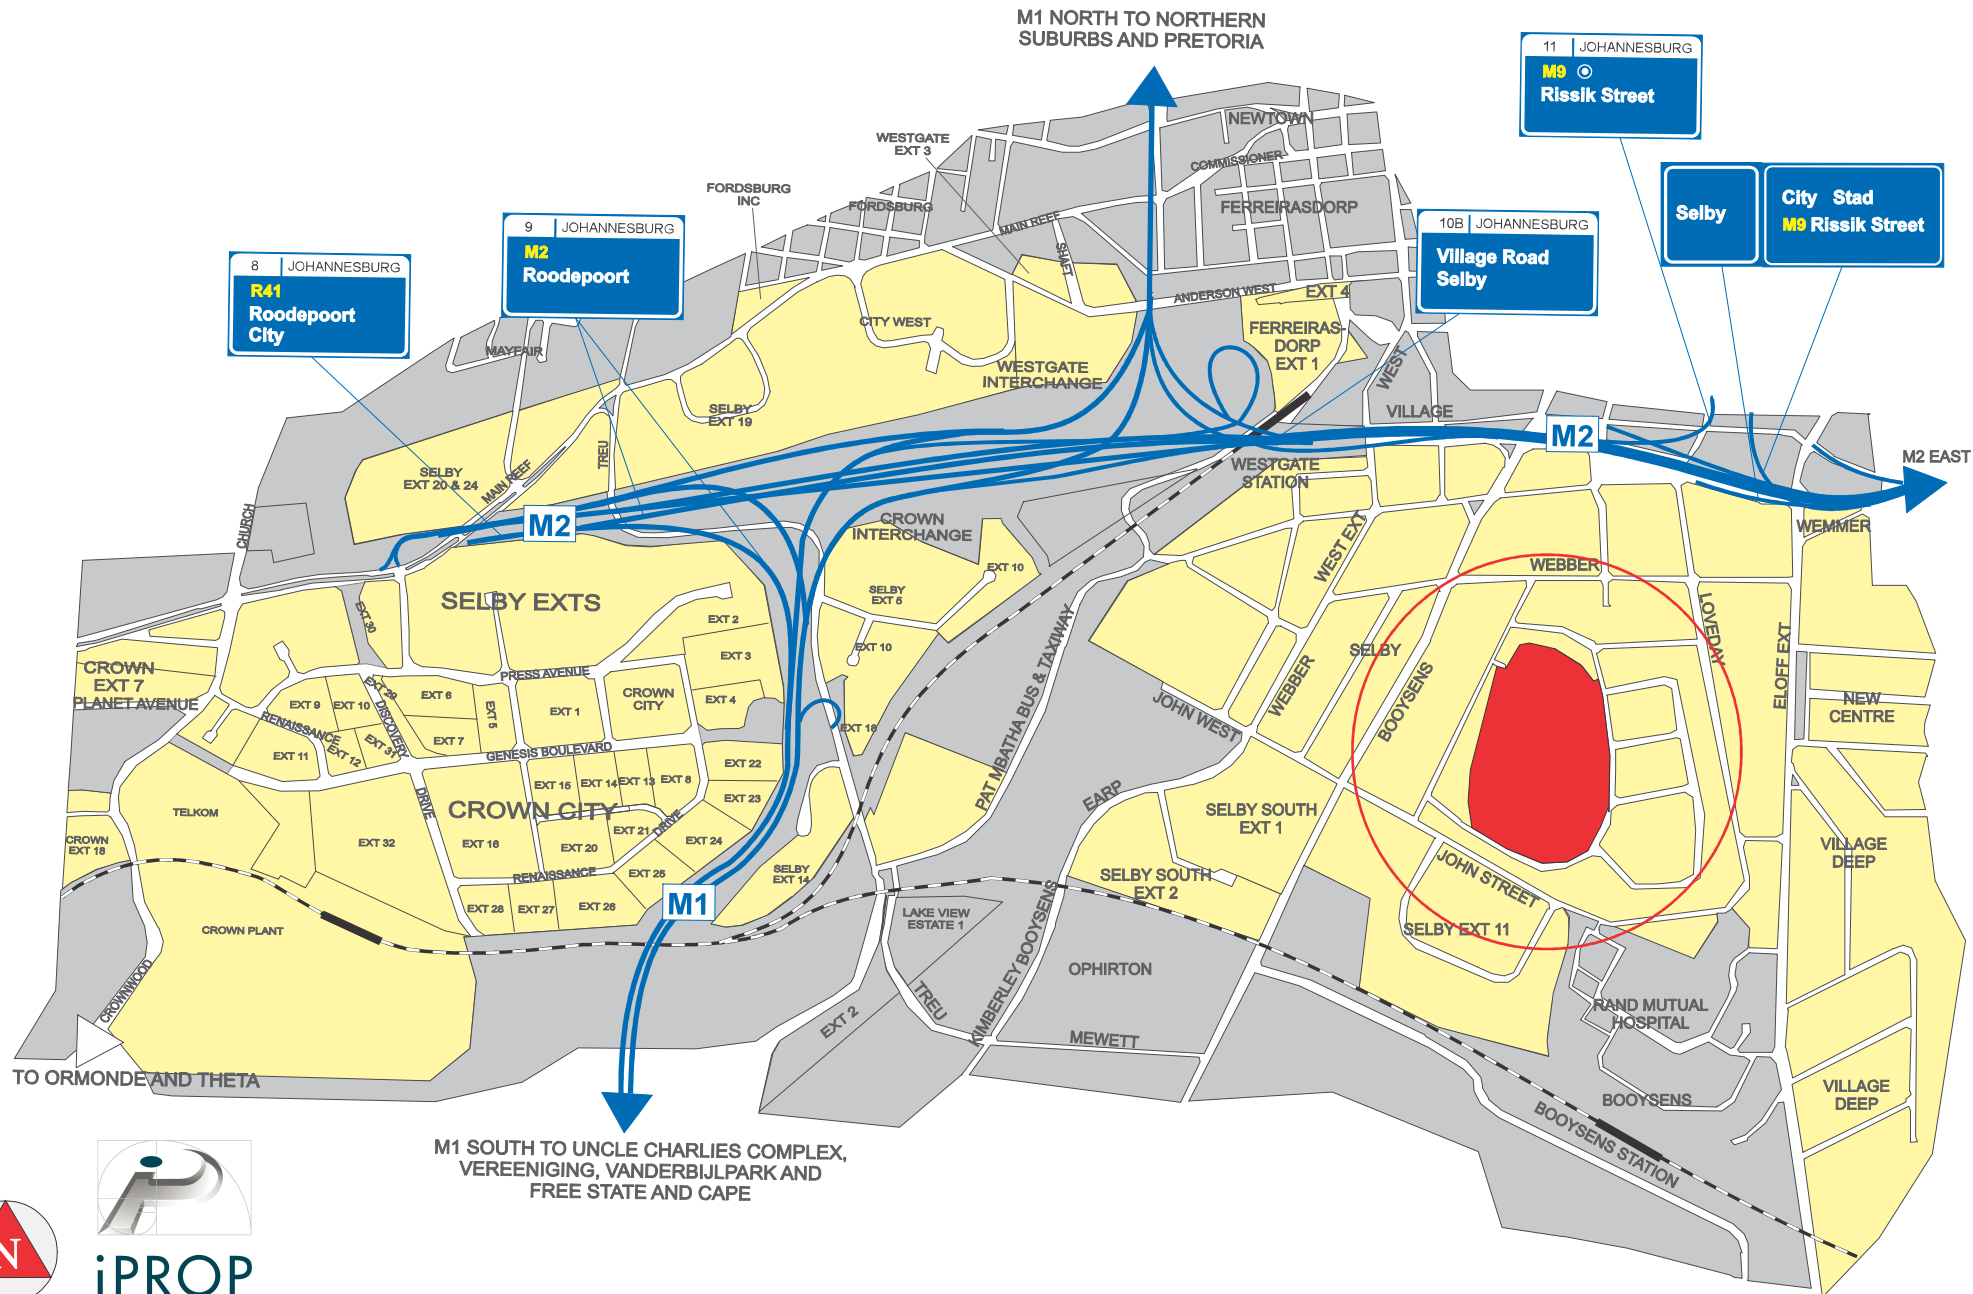 M1 NORTH TO NORTHERN
SUBURBS AND PRETORIA
11 JOHANNESBURG
M9
Rissik Street
Selby
City Stad
M9 Rissik Street
10B JOHANNESBURG
Village Road
Selby
9 JOHANNESBURG
M2
Roodepoort
8 JOHANNESBURG
R41
Roodepoort
City
NEWTOWN
COMMISSIONER
WESTGATE
EXT 3
FORDSBURG
INC
FORDSBURG
FERREIRASDORP
MAIN REEF
SHAFT
ANDERSON WEST
EXT 4
CITY WEST
FERREIRAS-
DORP
EXT 1
MAYFAIR
WESTGATE
INTERCHANGE
WEST
SELBY
EXT 19
VILLAGE
M2
M2 EAST
TREU
SELBY
EXT 20 & 24
MAIN REEF
WESTGATE
STATION
CHURCH
M2
CROWN
INTERCHANGE
WEMMER
WEST EXT
WEBBER
EXT 10
SELBY
EXT 5
SELBY EXTS
EXT 30
EXT 2
LOVEDAY
EXT 3
EXT 10
SELBY
ELOFF EXT
CROWN
EXT 7
PLANET AVENUE
PRESS AVENUE
PAT MBATHA BUS & TAXIWAY
WEBBER
BOOYSENS
EXT 29
EXT 6
CROWN
CITY
EXT 4
EXT 9
EXT 10
EXT 5
EXT 1
JOHN WEST
NEW
CENTRE
RENAISSANCE
DISCOVERY
EXT 18
EXT 7
EXT 31
EXT 11
EXT 12
GENESIS BOULEVARD
EXT 22
EXT 15
EXT 14
EXT 13
EXT 8
EARP
EXT 23
DRIVE
CROWN CITY
TELKOM
SELBY SOUTH
EXT 1
DRIVE
EXT 21
CROWN
EXT 18
EXT 32
EXT 16
EXT 20
EXT 24
VILLAGE
DEEP
JOHN STREET
RENAISSANCE
EXT 25
SELBY
EXT 14
SELBY SOUTH
EXT 2
M1
EXT 28
EXT 27
EXT 26
LAKE VIEW
ESTATE 1
CROWN PLANT
SELBY EXT 11
KIMBERLEY BOOYSENS
OPHIRTON
CROWNWOOD
TREU
EXT 2
RAND MUTUAL
HOSPITAL
MEWETT
TO ORMONDE AND THETA
BOOYSENS
VILLAGE
DEEP
BOOYSENS STATION
M1 SOUTH TO UNCLE CHARLIES COMPLEX,
VEREENIGING, VANDERBIJLPARK AND
FREE STATE AND CAPE
N
iPROP